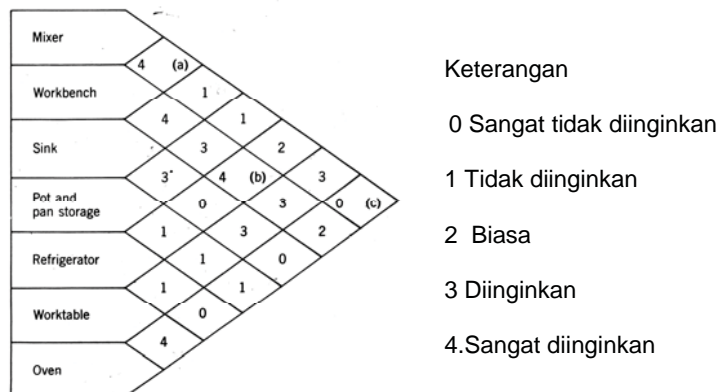 Mixer
4 (a)
Workbench 1
4 1
Sink 3 2
3 4 (b) 3
Pot and
pan storage 0 3 0 (c)
1 3 2
Refrigerator 1 0
1 1
Worktable 0
4
Oven
Keterangan
0 Sangat tidak diinginkan
1 Tidak diinginkan
2 Biasa
3 Diinginkan
4.Sangat diinginkan